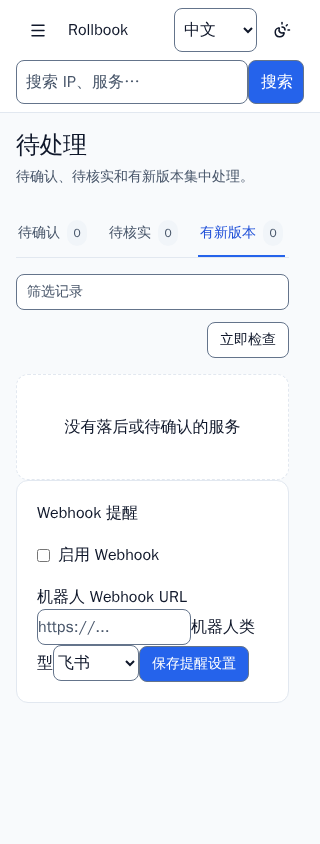 Rollbook
中文
搜索 IP、服务…
搜索
待处理
待确认、待核实和有新版本集中处理。
待确认 0 待核实 0 有新版本 0
筛选记录
立即检查
没有落后或待确认的服务
Webhook 提醒
启用 Webhook
机器人 Webhook URL
https://... 机器人类
型 飞书 保存提醒设置